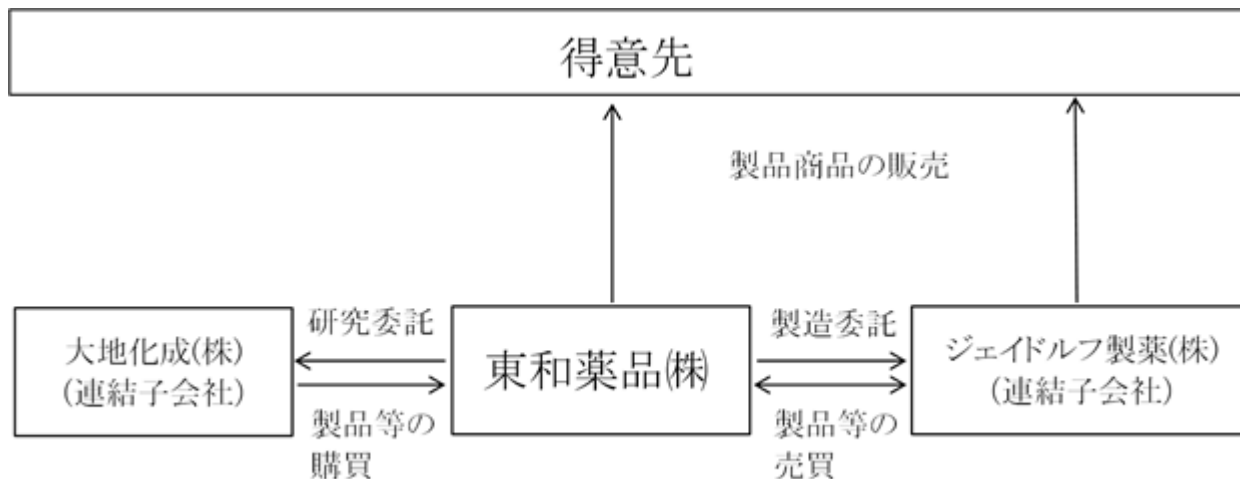 得意先
製品商品の販売
大地化成(株)
(連結子会社)
研究委託
製品等の
購買
東和薬品㈱
製造委託
製品等の
売買
ジェイドルフ製薬(株)
(連結子会社)